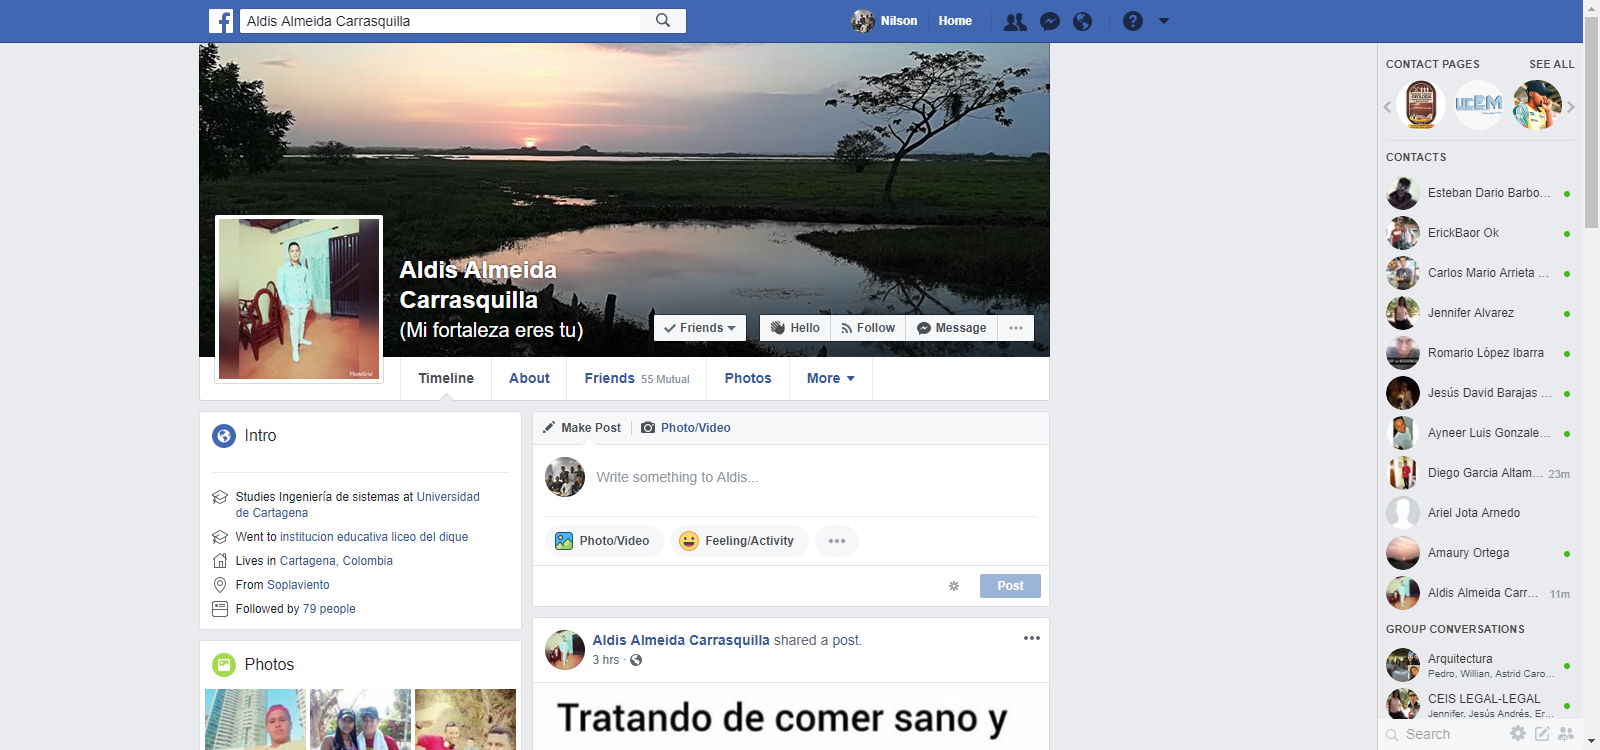 Aldis Almeida Carrasquilla
Nilson
Home
Aldis Almeida
Carrasquilla
(Mi fortaleza eres tu)
Friends
Hello
Follow
Message
Timeline
About
Friends 55 Mutual
Photos
More
Intro
Studies Ingeniería de sistemas at Universidad
de Cartagena
Went to institucion educativa liceo del dique
Lives in Cartagena, Colombia
From Soplaviento
Followed by 79 people
Photos
Make Post
Photo/Video
Write something to Aldis...
Photo/Video
Feeling/Activity
Post
Aldis Almeida Carrasquilla shared a post.
3 hrs ·
Tratando de comer sano y
CONTACT PAGES
SEE ALL
UCEM
CONTACTS
Esteban Dario Barbo...
ErickBaor Ok
Carlos Mario Arrieta ...
Jennifer Alvarez
Romario López Ibarra
Jesús David Barajas ...
Ayneer Luis Gonzale...
Diego Garcia Altam... 23m
Ariel Jota Arnedo
Amaury Ortega
Aldis Almeida Carr... 11m
GROUP CONVERSATIONS
Arquitectura
Pedro, Willian, Astrid Caro...
CEIS LEGAL-LEGAL
Jennifer, Jesús Andrés, Er...
Search